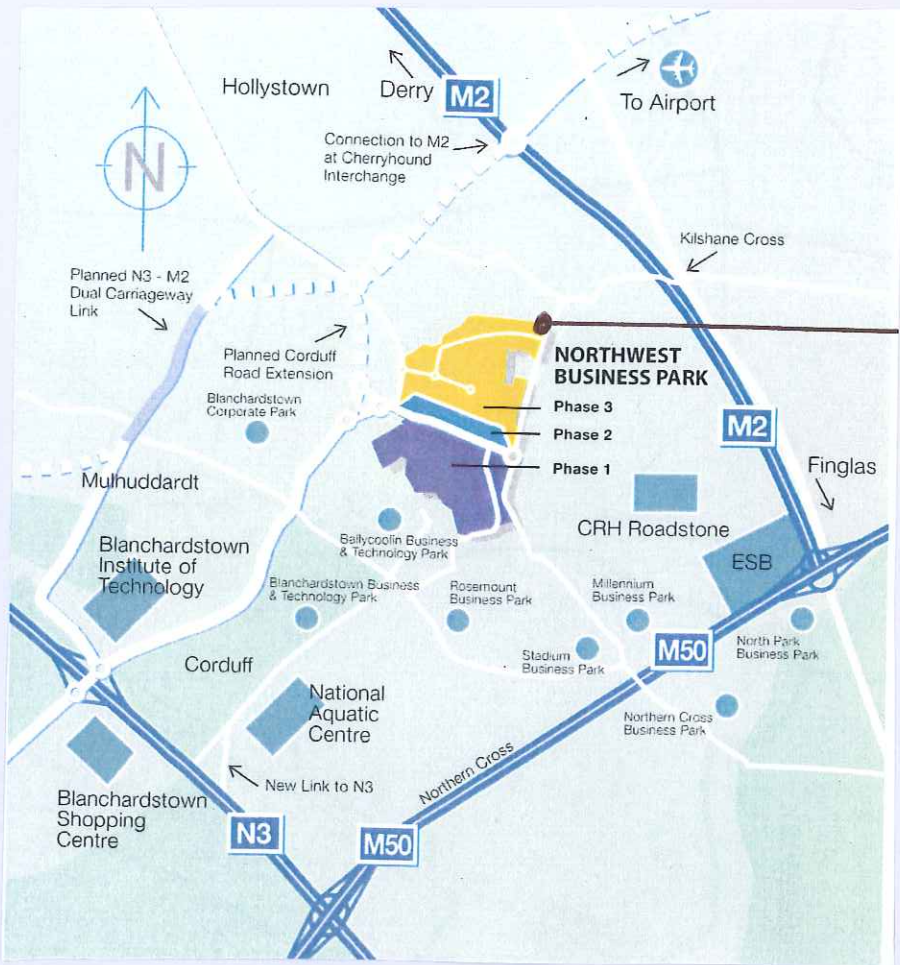 Hollystown
Derry
M2
To Airport
Connection to M2
at Cherryhound
Interchange
N
Kilshane Cross
Planned N3 - M2
Dual Carriageway
Link
Planned Corduff
Road Extension
NORTHWEST
BUSINESS PARK
Blanchardstown
Corporate Park
Phase 3
Phase 2
M2
Phase 1
Finglas
Mulhuddardt
CRH Roadstone
Ballycoolin Business
& Technology Park
Blanchardstown
Institute of
Technology
ESB
Blanchardstown Business
& Technology Park
Rosemount
Business Park
Millennium
Business Park
North Park
Business Park
Stadium
Business Park
M50
Corduff
National
Aquatic
Centre
Northern Cross
Business Park
Northern Cross
New Link to N3
Blanchardstown
Shopping
Centre
N3
M50